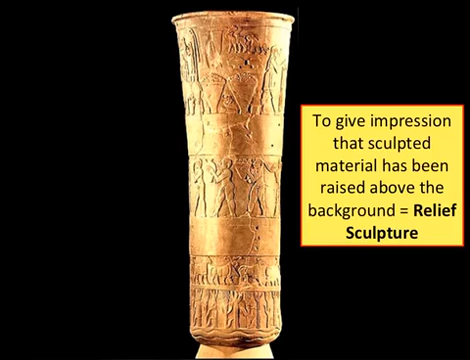 To give impression
that sculpted
material has been
raised above the
background = Relief
Sculpture